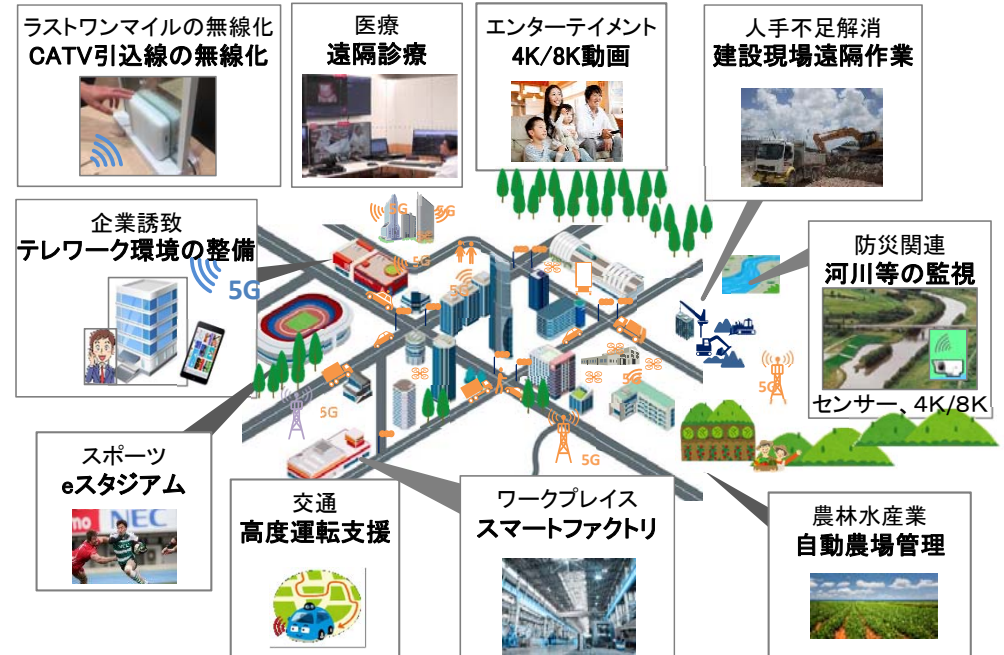 ラストワンマイルの無線化
CATV引込線の無線化
医療
遠隔診療
エンターテイメント
4K/8K動画
人手不足解消
建設現場遠隔作業
企業誘致
テレワーク環境の整備
5G
防災関連
河川等の監視
センサー、4K/8K
5G
5G
5G
5G
5G
5G
5G
スポーツ
eスタジアム
NEC
交通
高度運転支援
ワークプレイス
スマートファクトリ
農林水産業
自動農場管理